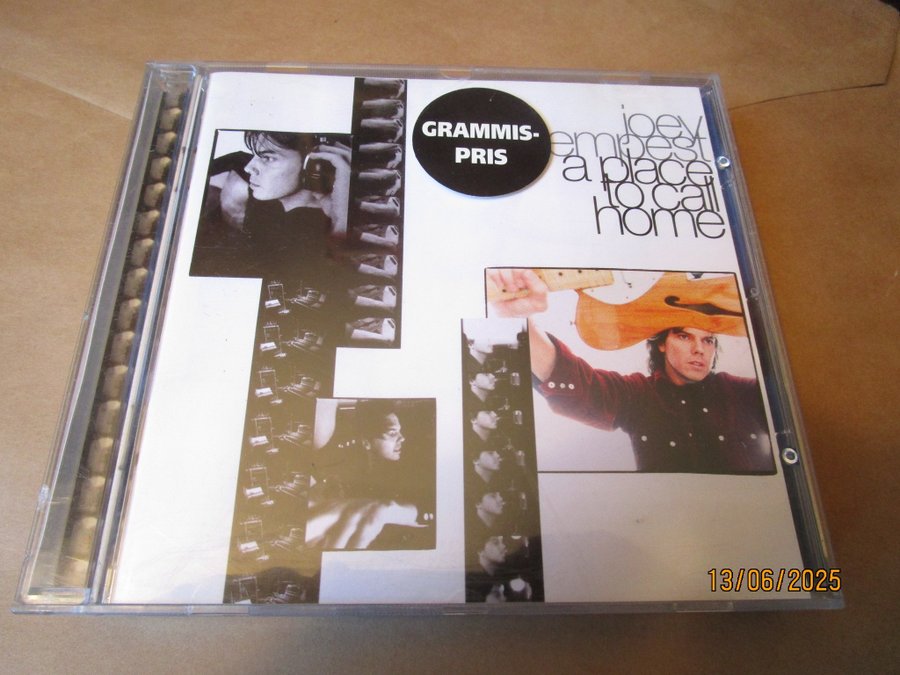 GRAMMIS-
PRIS
joey
tempest
a place
to call
home
13/06/2025